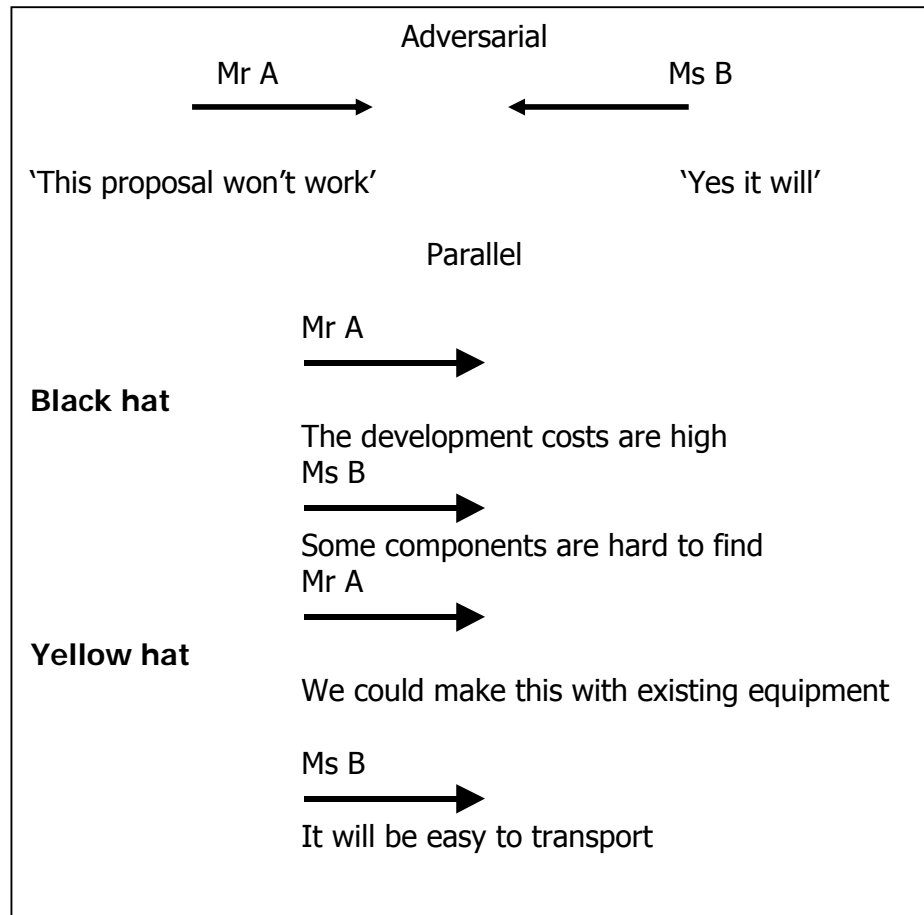 Adversarial
Mr A Ms B
‘This proposal won’t work’ ‘Yes it will’
Parallel
Mr A
Black hat
The development costs are high
Ms B
Some components are hard to find
Mr A
Yellow hat
We could make this with existing equipment
Ms B
It will be easy to transport